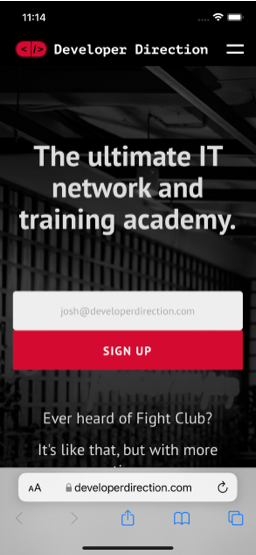 11:14
</> Developer Direction
The ultimate IT
network and
training academy.
josh@developerdirection.com
SIGN UP
Ever heard of Fight Club?
It's like that, but with more
AA developerdirection.com